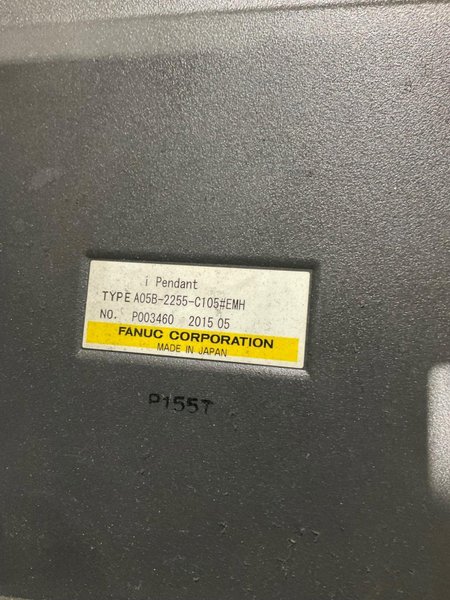 i Pendant
TYPE A05B-2255-C105#EMH
NO. P003460 2015 05
FANUC CORPORATION
MADE IN JAPAN
P155T